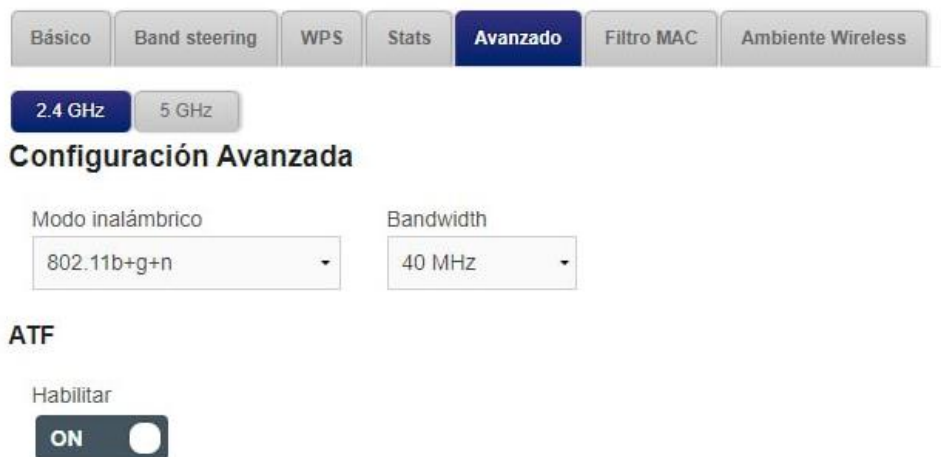 Básico Band steering WPS Stats Avanzado Filtro MAC Ambiente Wireless
2.4 GHz 5 GHz
Configuración Avanzada
Modo inalámbrico Bandwidth
802.11b+g+n 40 MHz
ATF
Habilitar
ON